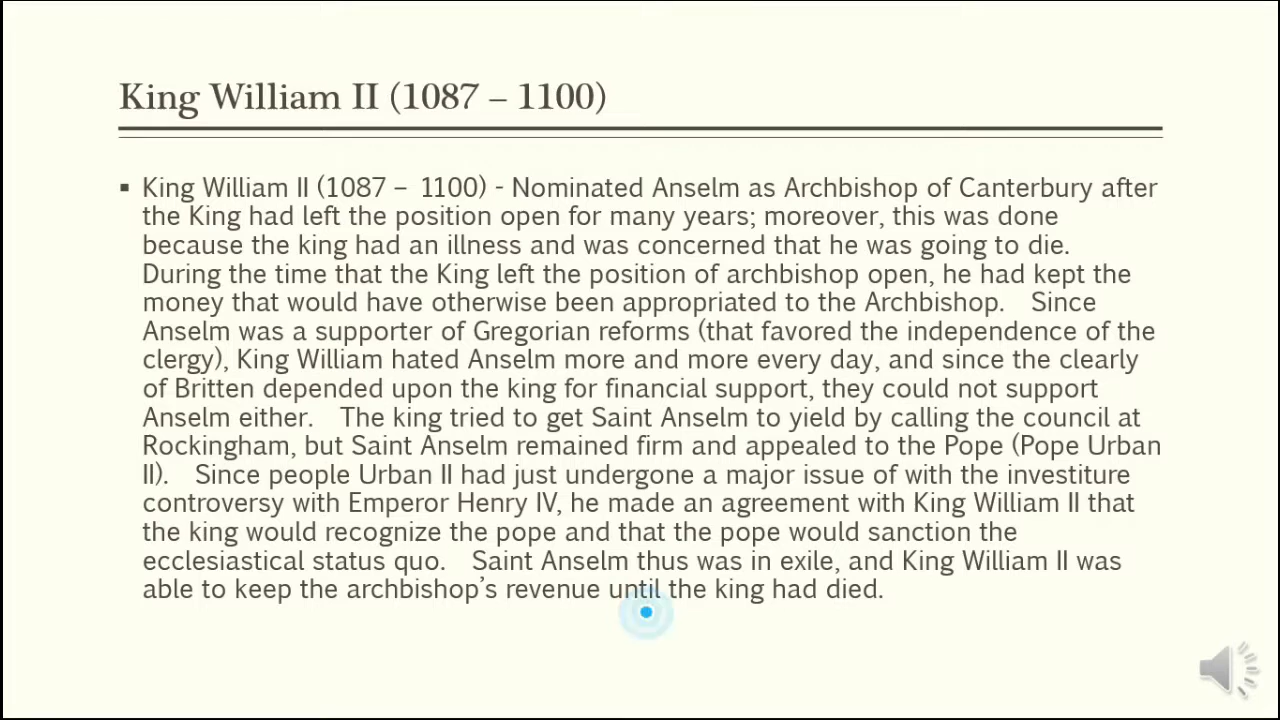 King William II (1087 – 1100)
▪ King William II (1087 – 1100) - Nominated Anselm as Archbishop of Canterbury after
the King had left the position open for many years; moreover, this was done
because the king had an illness and was concerned that he was going to die.
During the time that the King left the position of archbishop open, he had kept the
money that would have otherwise been appropriated to the Archbishop. Since
Anselm was a supporter of Gregorian reforms (that favored the independence of the
clergy), King William hated Anselm more and more every day, and since the clearly
of Britten depended upon the king for financial support, they could not support
Anselm either. The king tried to get Saint Anselm to yield by calling the council at
Rockingham, but Saint Anselm remained firm and appealed to the Pope (Pope Urban
II). Since people Urban II had just undergone a major issue of with the investiture
controversy with Emperor Henry IV, he made an agreement with King William II that
the king would recognize the pope and that the pope would sanction the
ecclesiastical status quo. Saint Anselm thus was in exile, and King William II was
able to keep the archbishop’s revenue until the king had died.